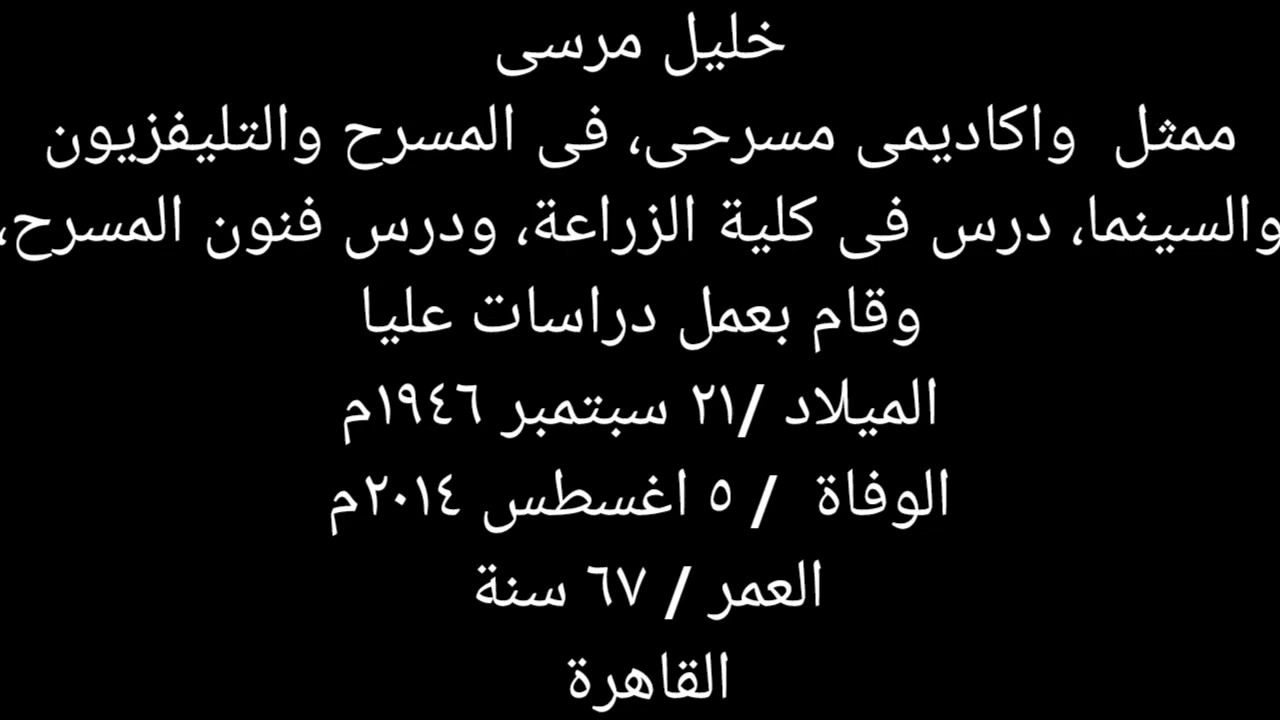 خليل مرسى
ممثل واكاديمى مسرحى، فى المسرح والتليفزيون
والسينما، درس فى كلية الزراعة، ودرس فنون المسرح،
وقام بعمل دراسات عليا
الميلاد /٢١ سبتمبر ١٩٤٦م
الوفاة / ٥ اغسطس ٢٠١٤م
العمر / ٦٧ سنة
القاهرة